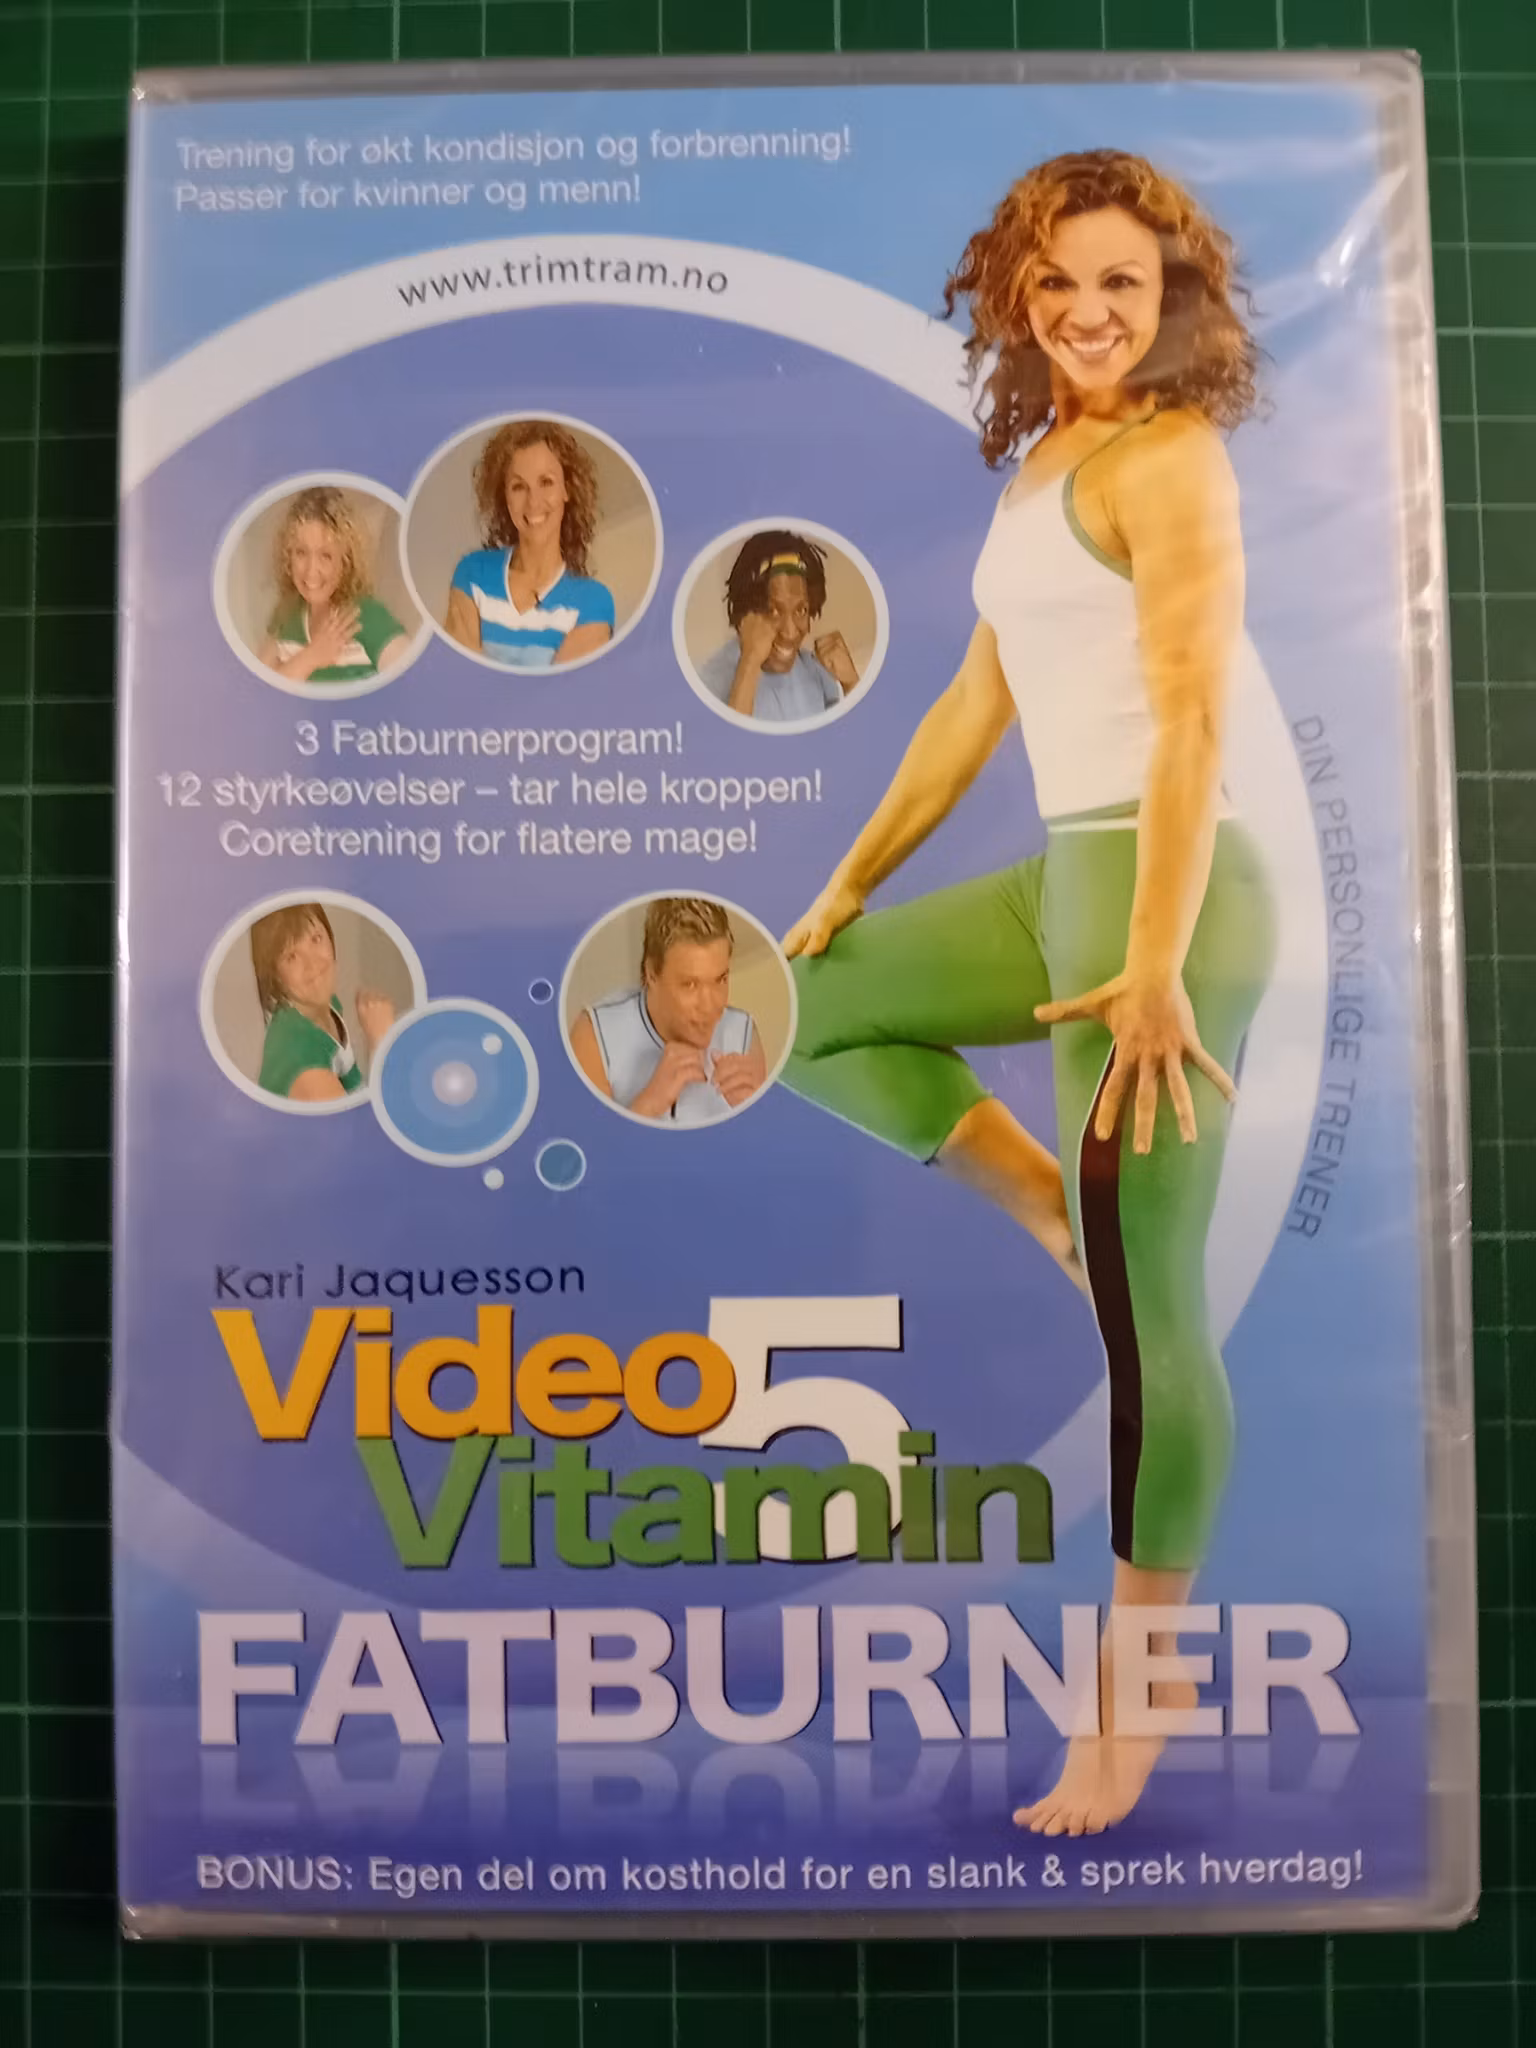 Trening for økt kondisjon og forbrenning!
Passer for kvinner og menn!
www.trimtram.no
3 Fatburnerprogram!
12 styrkeøvelser – tar hele kroppen!
Coretrening for flatere mage!
DIN PERSONLIGE TRENER
Kari Jaquesson
Video 5
Vitamin
FATBURNER
BONUS: Egen del om kosthold for en slank & sprek hverdag!